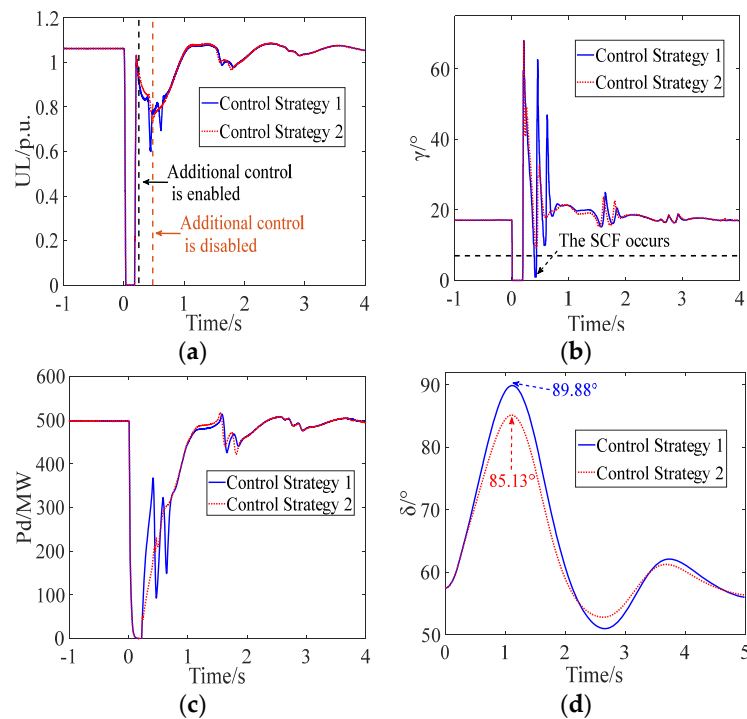 UL/p.u.
1.2
1
0.8
0.6
0.4
0.2
0
Control Strategy 1
Control Strategy 2
Additional control
is enabled
Additional control
is disabled
-1 0 1 2 3 4
Time/s
(a)
γ/°
60
40
20
0
Control Strategy 1
Control Strategy 2
The SCF occurs
-1 0 1 2 3 4
Time/s
(b)
Pd/MW
600
500
400
300
200
100
0
Control Strategy 1
Control Strategy 2
-1 0 1 2 3 4
Time/s
(c)
δ/°
90
80
70
60
50
89.88°
Control Strategy 1
Control Strategy 2
85.13°
0 1 2 3 4 5
Time/s
(d)